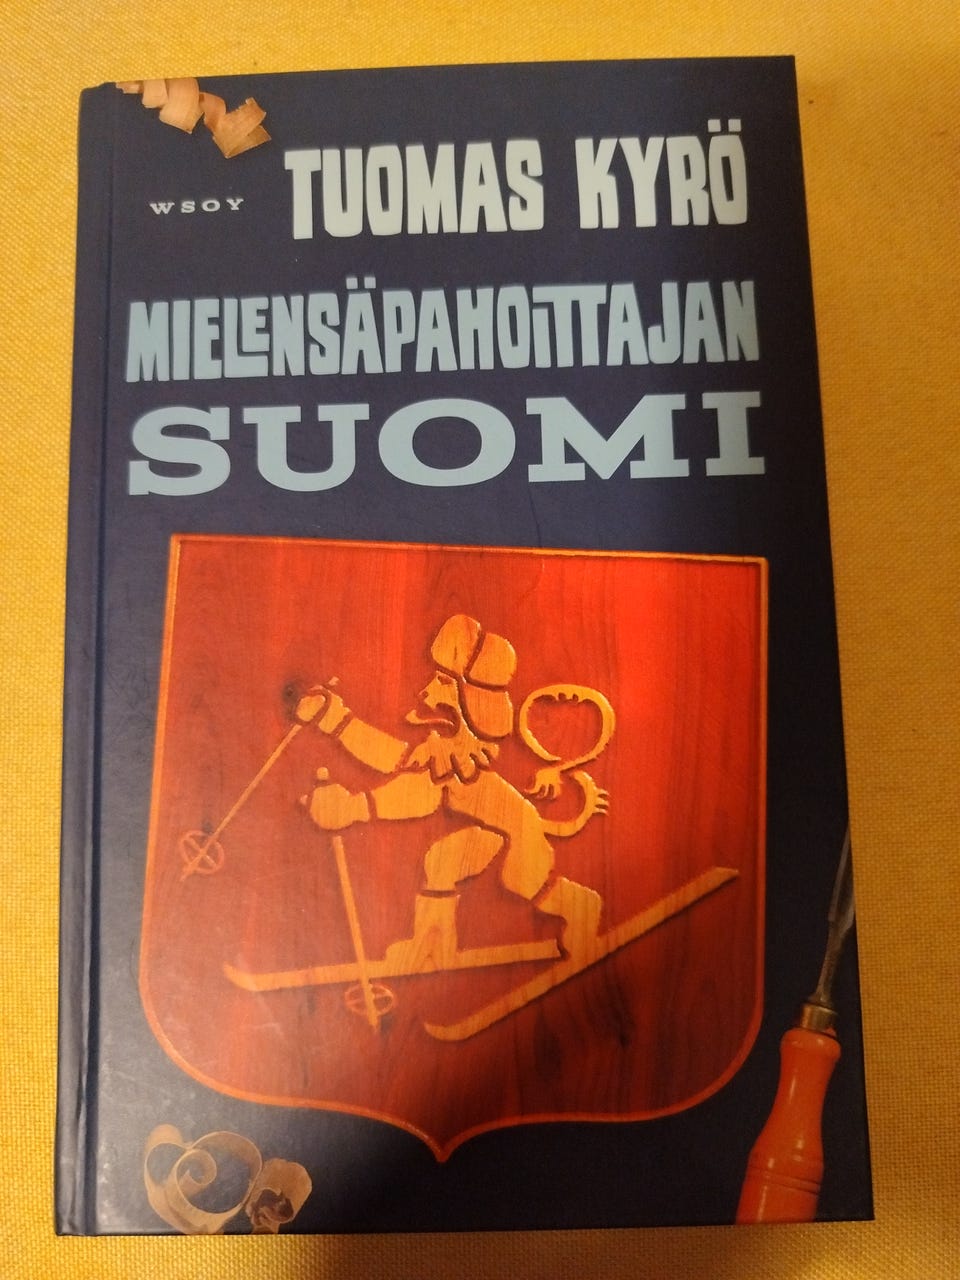 TUOMAS KYRÖ
WSOY
MIELENSÄPAHOITTAJAN
SUOMI